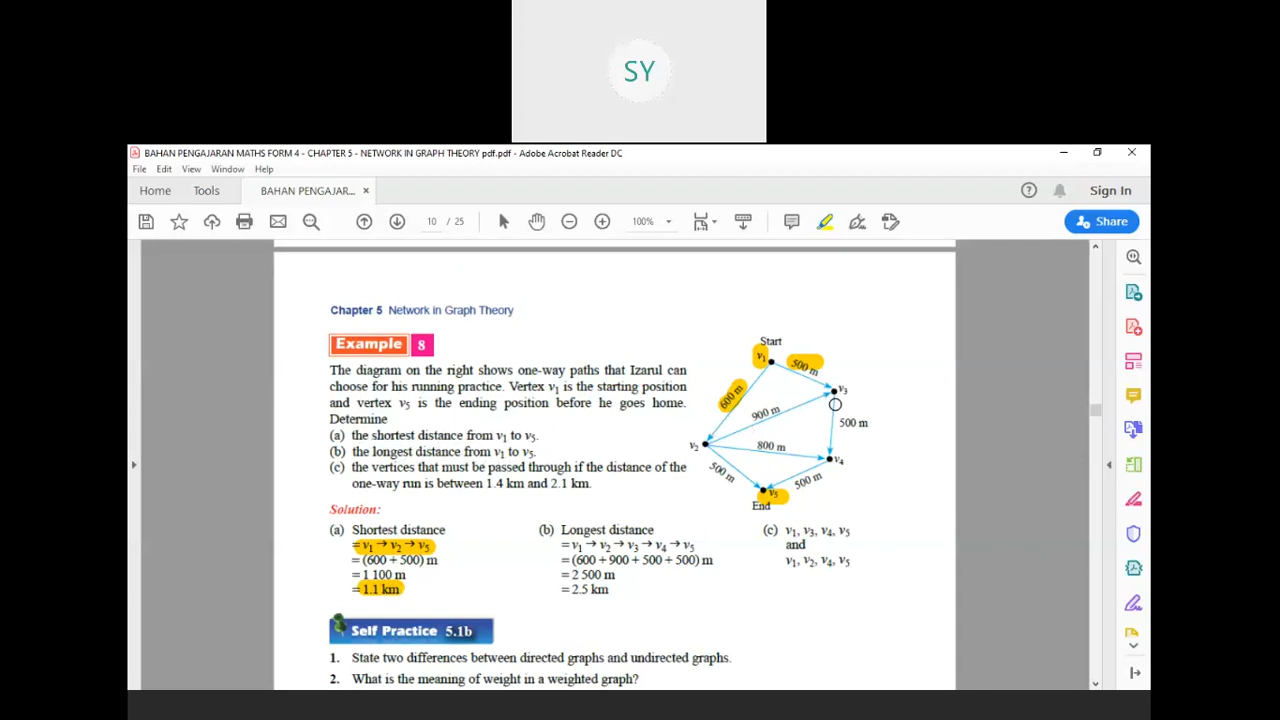 SY
BAHAN PENGAJARAN MATHS FORM 4 - CHAPTER 5 - NETWORK IN GRAPH THEORY pdf.pdf - Adobe Acrobat Reader DC
File Edit View Window Help
Home Tools BAHAN PENGAJAR... × Sign In
10 / 25 100% Share
Chapter 5 Network in Graph Theory
Example 8
The diagram on the right shows one-way paths that Izarul can
choose for his running practice. Vertex v₁ is the starting position
and vertex v₅ is the ending position before he goes home.
Determine
(a) the shortest distance from v₁ to v₅.
(b) the longest distance from v₁ to v₅.
(c) the vertices that must be passed through if the distance of the
one-way run is between 1.4 km and 2.1 km.
Start
v₁
500 m
v₃
600 m
900 m
500 m
v₂
800 m
v₄
500 m
500 m
v₅
End
Solution:
(a) Shortest distance
= v₁ → v₂ → v₅
= (600 + 500) m
= 1 100 m
= 1.1 km
(b) Longest distance
= v₁ → v₂ → v₃ → v₄ → v₅
= (600 + 900 + 500 + 500) m
= 2 500 m
= 2.5 km
(c) v₁, v₃, v₄, v₅
and
v₁, v₂, v₄, v₅
Self Practice 5.1b
1. State two differences between directed graphs and undirected graphs.
2. What is the meaning of weight in a weighted graph?